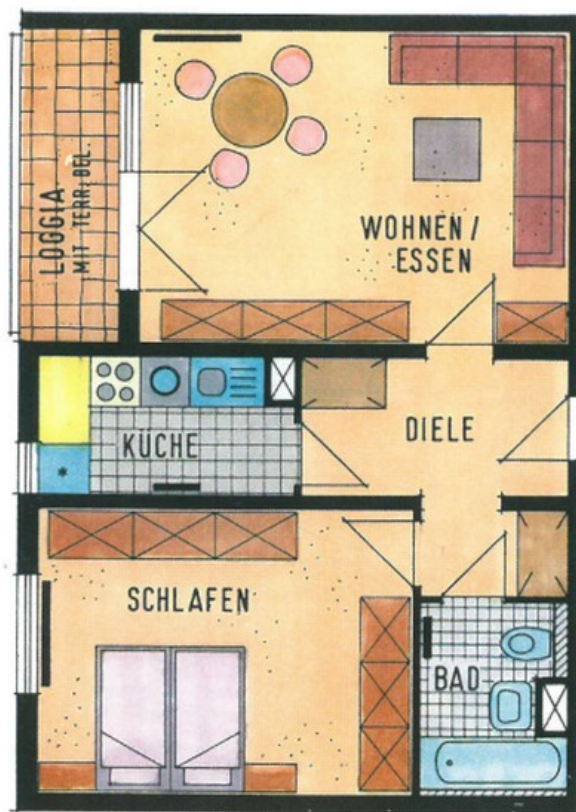 LOGGIA
MIT TERR. BEL.
WOHNEN /
ESSEN
KÜCHE
DIELE
SCHLAFEN
BAD